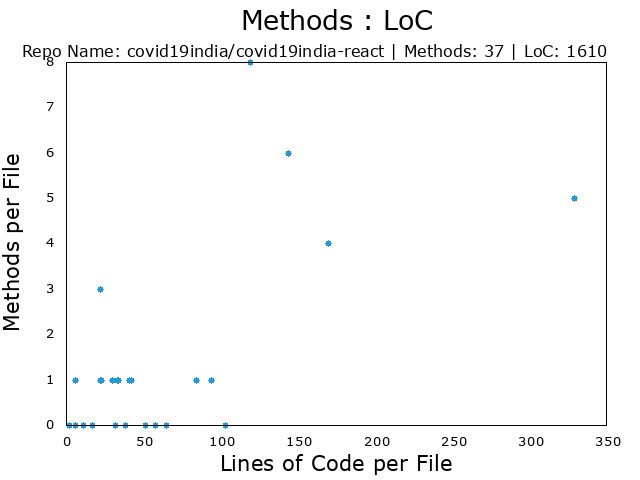 Methods : LoC
Repo Name: covid19india/covid19india-react | Methods: 37 | LoC: 1610
8
7
6
5
4
3
2
1
0
Methods per File
0 50 100 150 200 250 300 350
Lines of Code per File